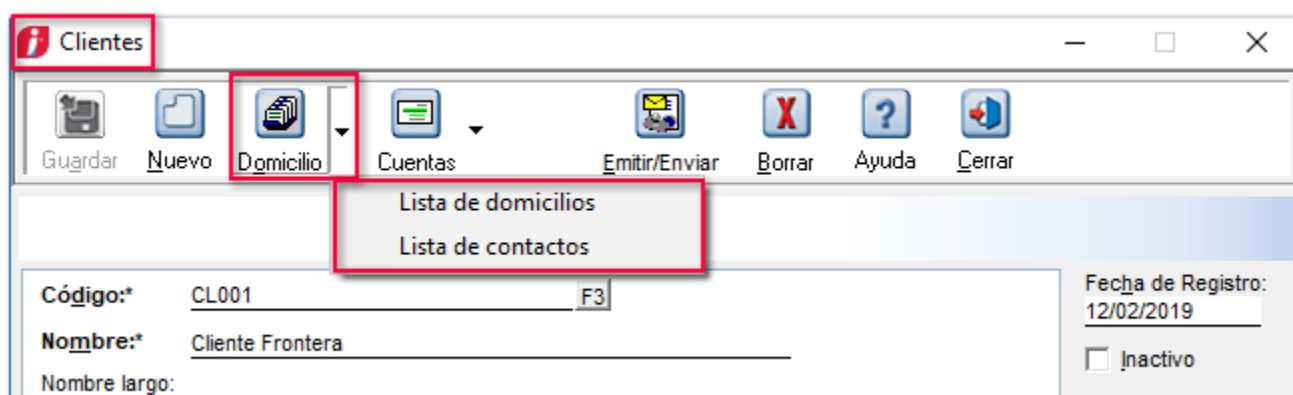 Clientes
Guardar Nuevo Domicilio Cuentas Emitir/Enviar Borrar Ayuda Cerrar
Lista de domicilios
Lista de contactos
Código:* CL001 F3
Fecha de Registro:
12/02/2019
Nombre:* Cliente Frontera
Inactivo
Nombre largo: